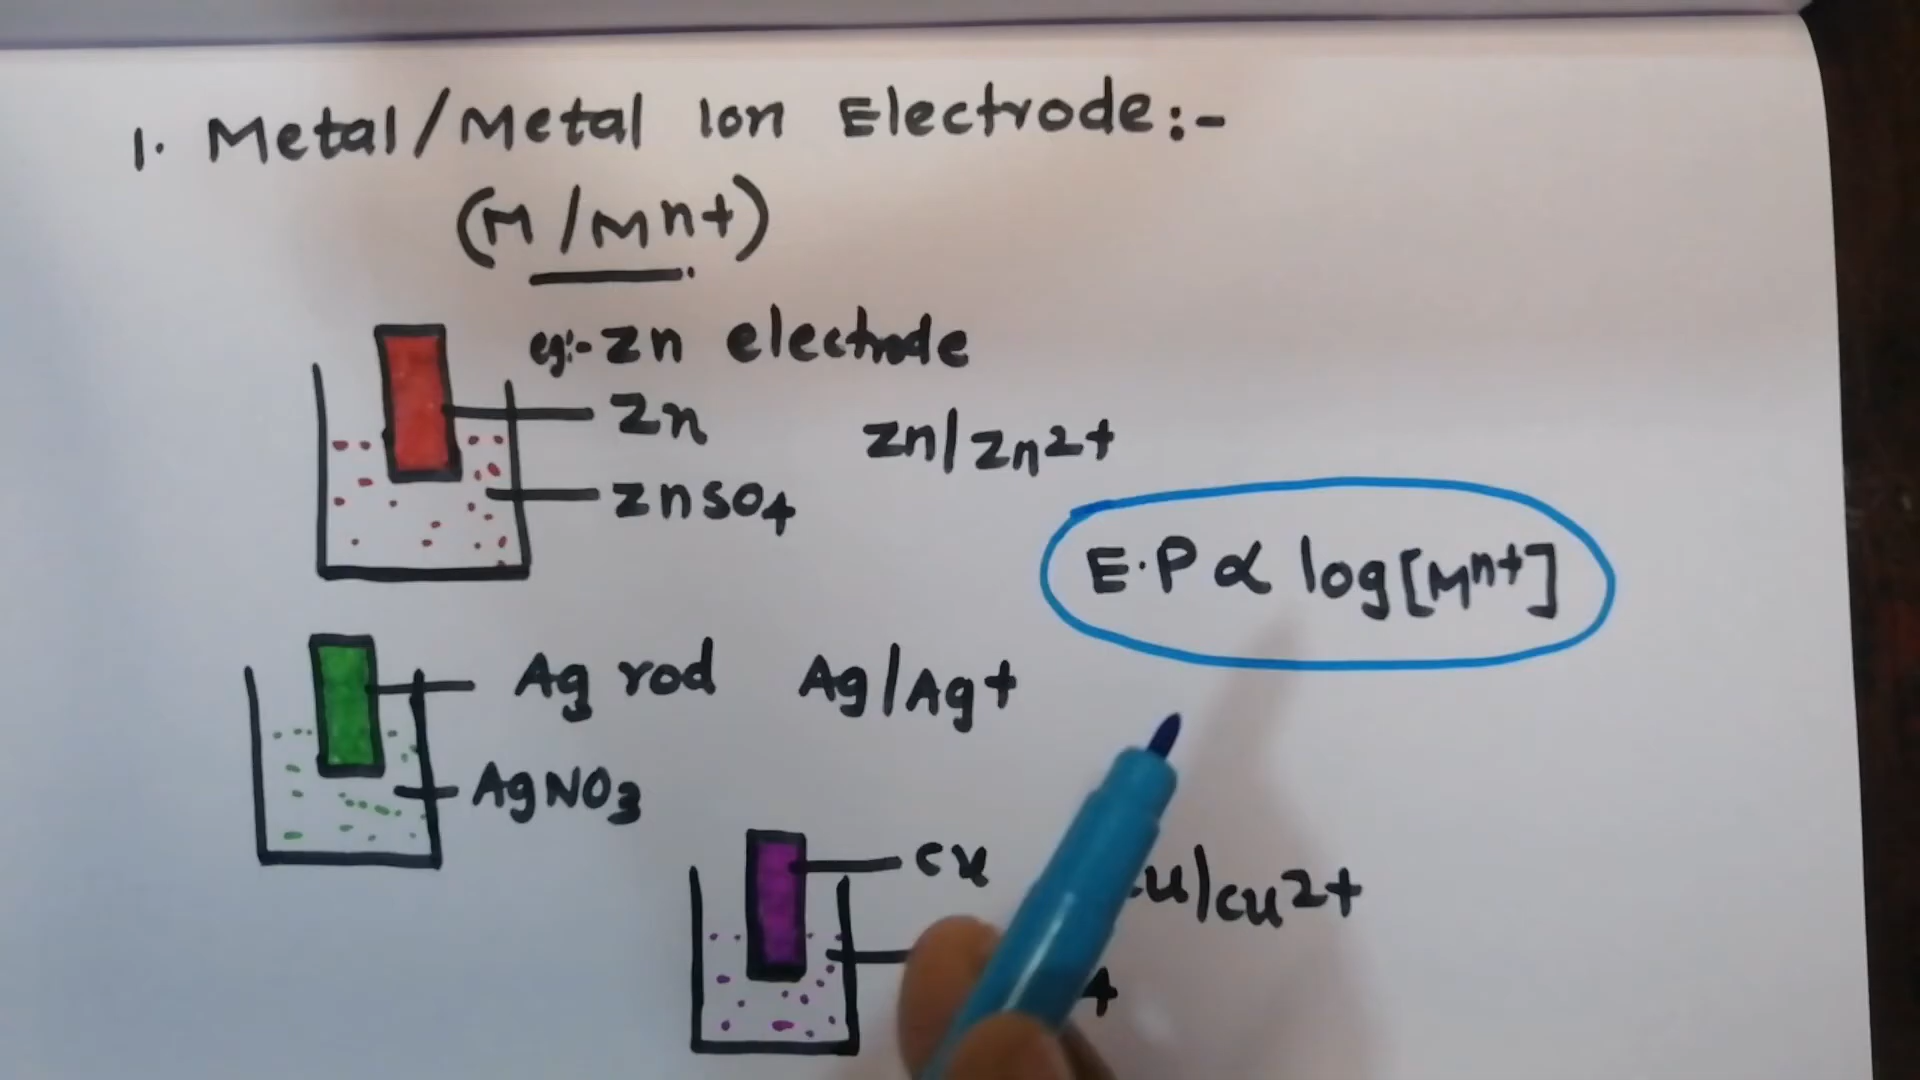 1. Metal/Metal Ion Electrode:-
(M/Mn+)
eg:- Zn electrode
Zn
Zn/Zn2+
ZnSO4
E.P ∝ log[Mn+]
Ag rod Ag/Ag+
AgNO3
Cu
u/Cu2+
4